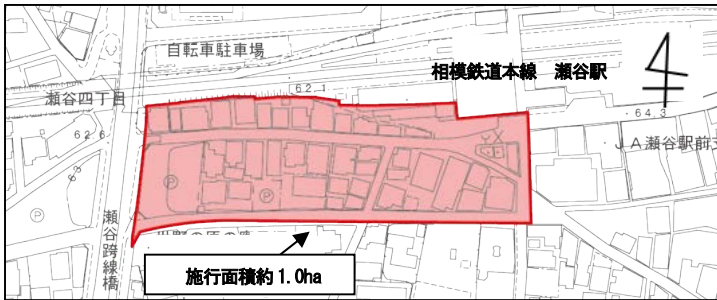 自転車駐車場
相模鉄道本線 瀬谷駅
瀬谷四丁目
62.1
64.3
62.6
JA瀬谷駅前支
P
P
P
瀬谷跨線橋
施行面積約1.0ha